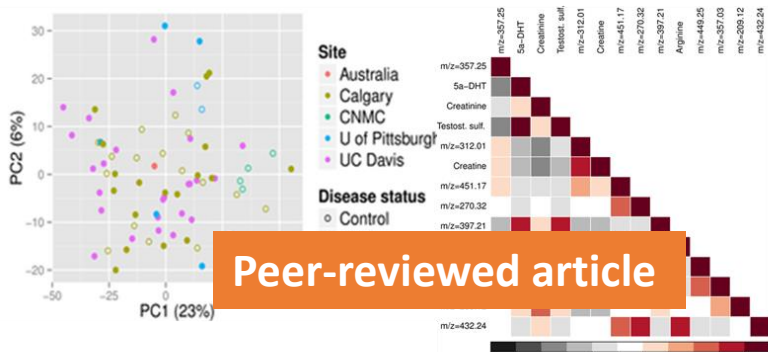 30
20
10
0
−10
−20
PC2 (6%)
−50
−25
0
PC1 (23%)
Site
Australia
Calgary
CNMC
U of Pittsburgh
UC Davis
Disease status
Control
m/z=357.25
5a−DHT
Creatinine
Testost. sulf.
m/z=312.01
Creatine
m/z=451.17
m/z=270.32
m/z=397.21
Arginine
m/z=449.25
m/z=357.03
m/z=209.12
m/z=432.24
m/z=357.25
5a−DHT
Creatinine
Testost. sulf.
m/z=312.01
Creatine
m/z=451.17
m/z=270.32
m/z=397.21
m/z=432.24
Peer-reviewed article